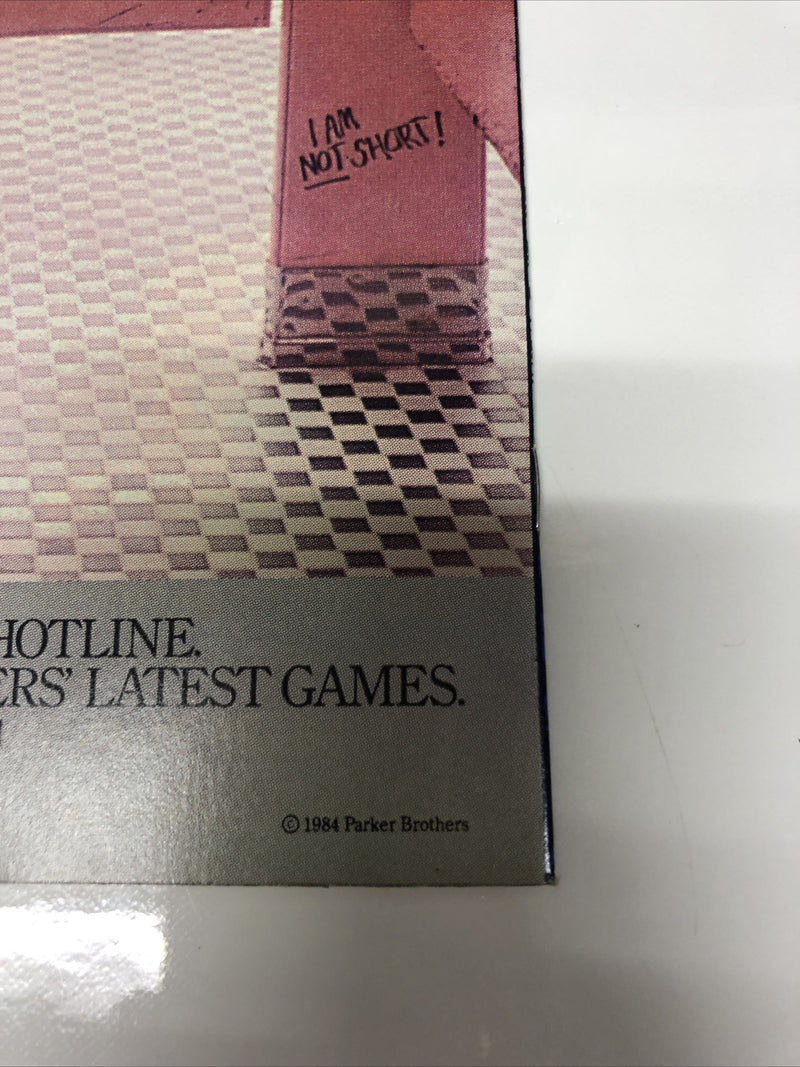 I AM
NOT SHORT!
HOTLINE.
ERS' LATEST GAMES.
© 1984 Parker Brothers